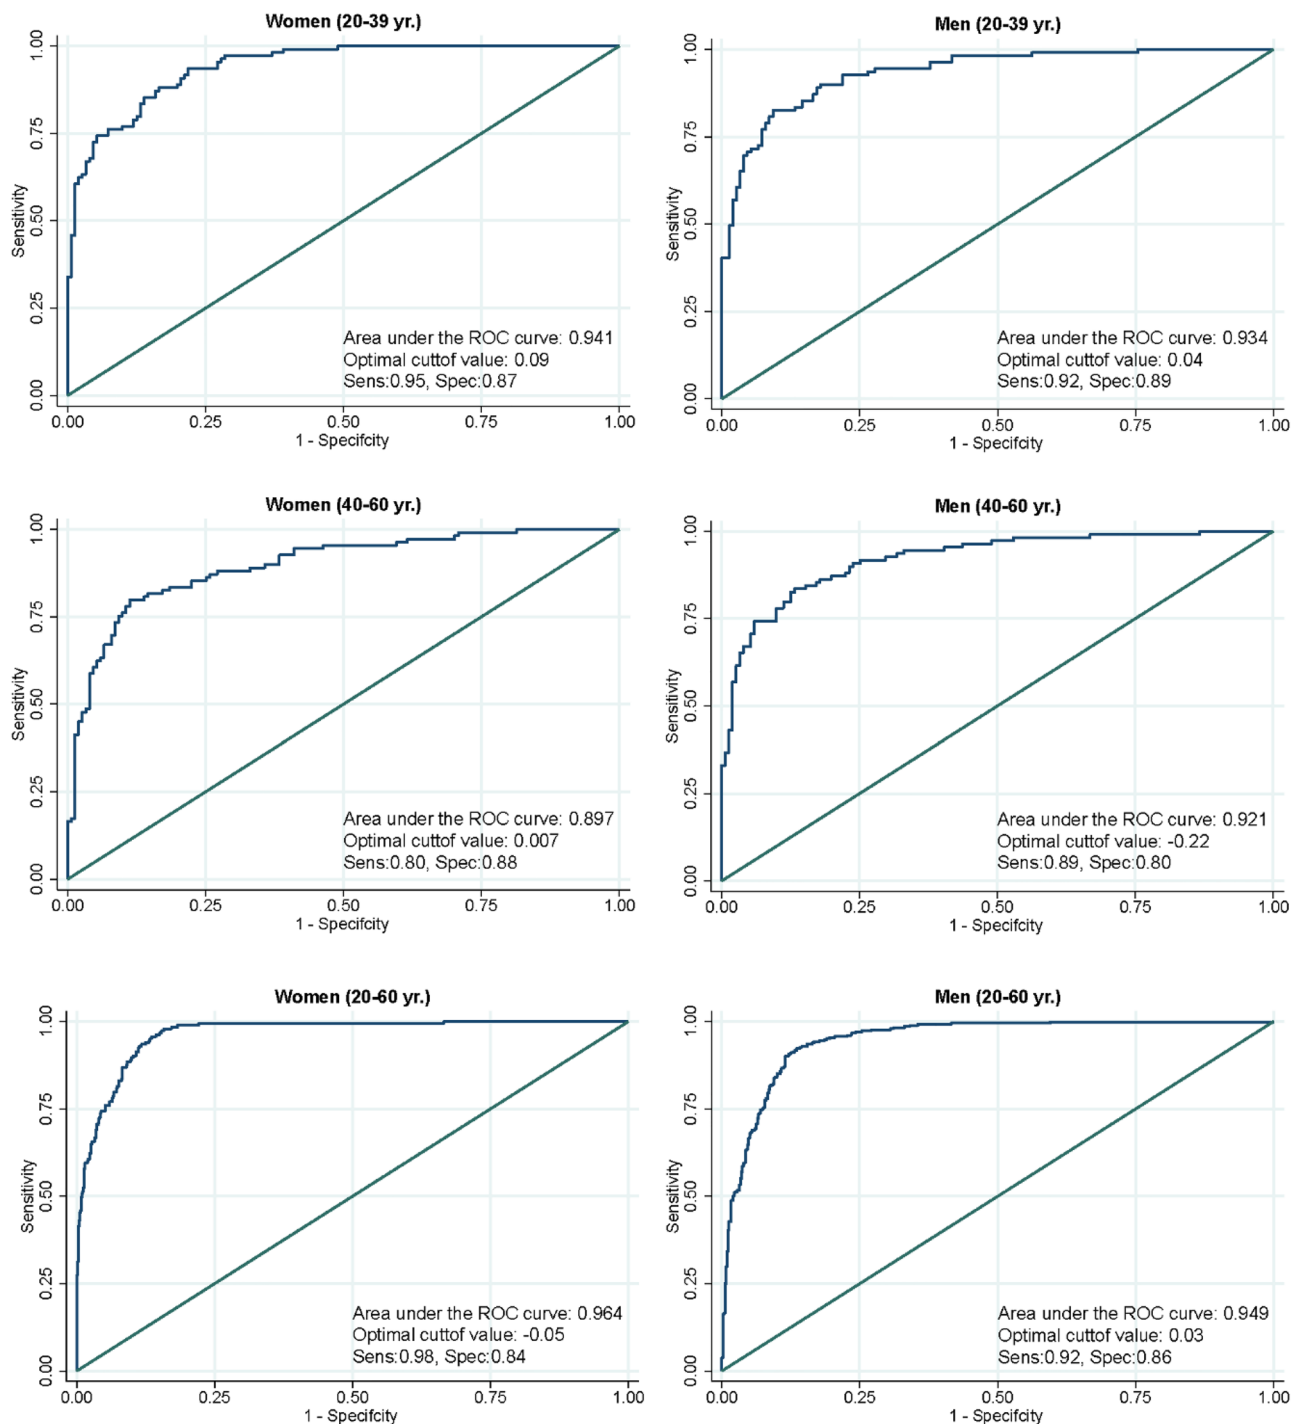 Women (20-39 yr.)
Sensitivity
1.00
0.75
0.50
0.25
0.00
Area under the ROC curve: 0.941
Optimal cuttof value: 0.09
Sens:0.95, Spec:0.87
0.00 0.25 0.50 0.75 1.00
1 - Specifcity
Men (20-39 yr.)
Sensitivity
1.00
0.75
0.50
0.25
0.00
Area under the ROC curve: 0.934
Optimal cuttof value: 0.04
Sens:0.92, Spec:0.89
0.00 0.25 0.50 0.75 1.00
1 - Specifcity
Women (40-60 yr.)
Sensitivity
1.00
0.75
0.50
0.25
0.00
Area under the ROC curve: 0.897
Optimal cuttof value: 0.007
Sens:0.80, Spec:0.88
0.00 0.25 0.50 0.75 1.00
1 - Specifcity
Men (40-60 yr.)
Sensitivity
1.00
0.75
0.50
0.25
0.00
Area under the ROC curve: 0.921
Optimal cuttof value: -0.22
Sens:0.89, Spec:0.80
0.00 0.25 0.50 0.75 1.00
1 - Specifcity
Women (20-60 yr.)
Sensitivity
1.00
0.75
0.50
0.25
0.00
Area under the ROC curve: 0.964
Optimal cuttof value: -0.05
Sens:0.98, Spec:0.84
0.00 0.25 0.50 0.75 1.00
1 - Specifcity
Men (20-60 yr.)
Sensitivity
1.00
0.75
0.50
0.25
0.00
Area under the ROC curve: 0.949
Optimal cuttof value: 0.03
Sens:0.92, Spec:0.86
0.00 0.25 0.50 0.75 1.00
1 - Specifcity